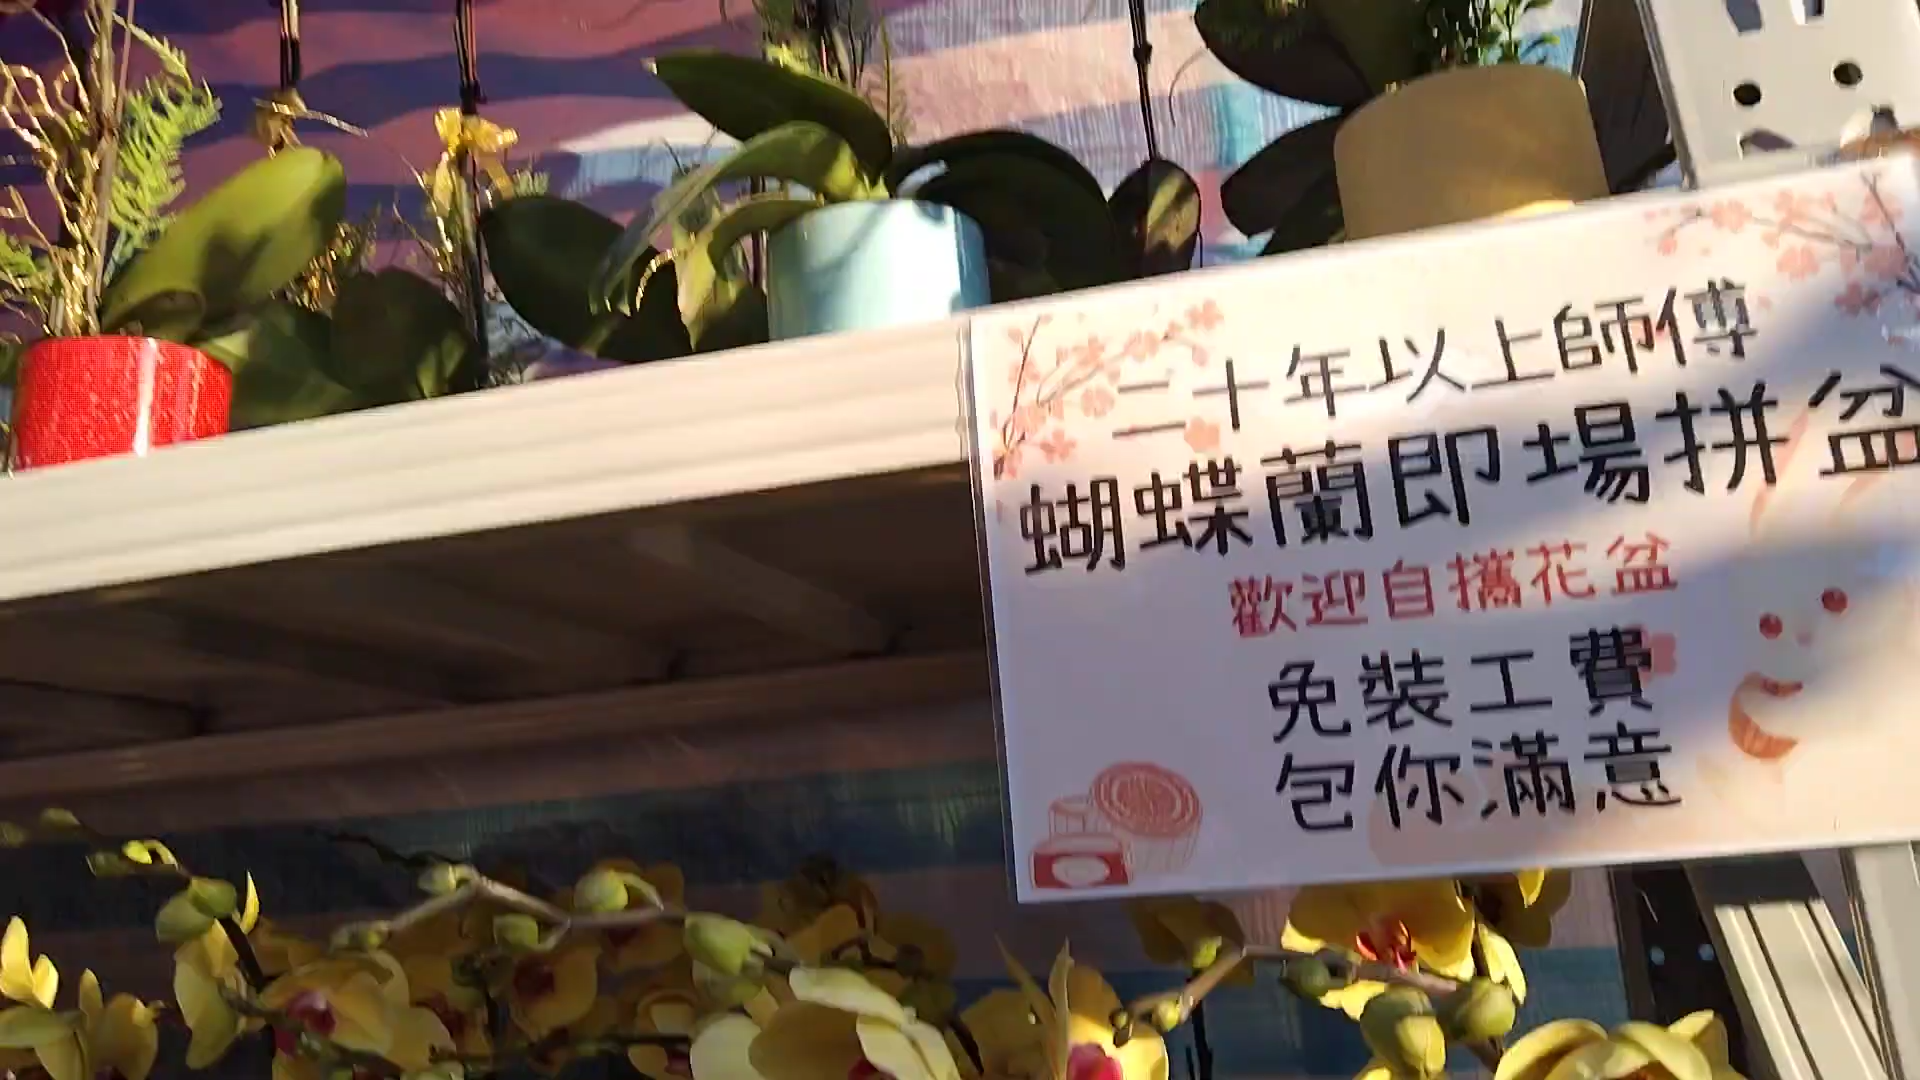 二十年以上師傅
蝴蝶蘭即場拼盆
歡迎自攜花盆
免裝工費
包你滿意